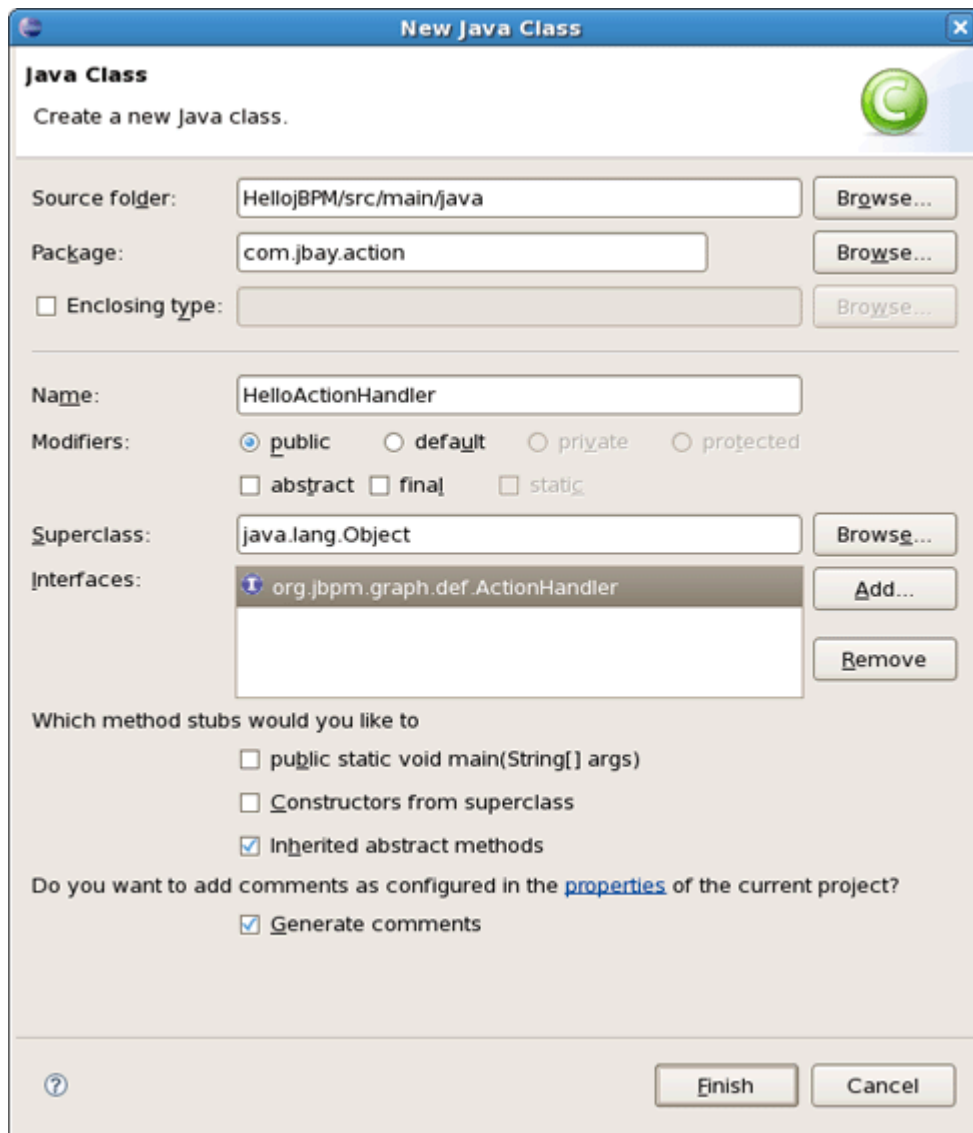 New Java Class
Java Class
Create a new Java class.
C
Source folder: HellojBPM/src/main/java Browse...
Package: com.jbay.action Browse...
Enclosing type: Browse...
Name: HelloActionHandler
Modifiers: public default private protected
abstract final static
Superclass: java.lang.Object Browse...
Interfaces: I org.jbpm.graph.def.ActionHandler Add...
Remove
Which method stubs would you like to
public static void main(String[] args)
Constructors from superclass
Inherited abstract methods
Do you want to add comments as configured in the properties of the current project?
Generate comments
? Finish Cancel